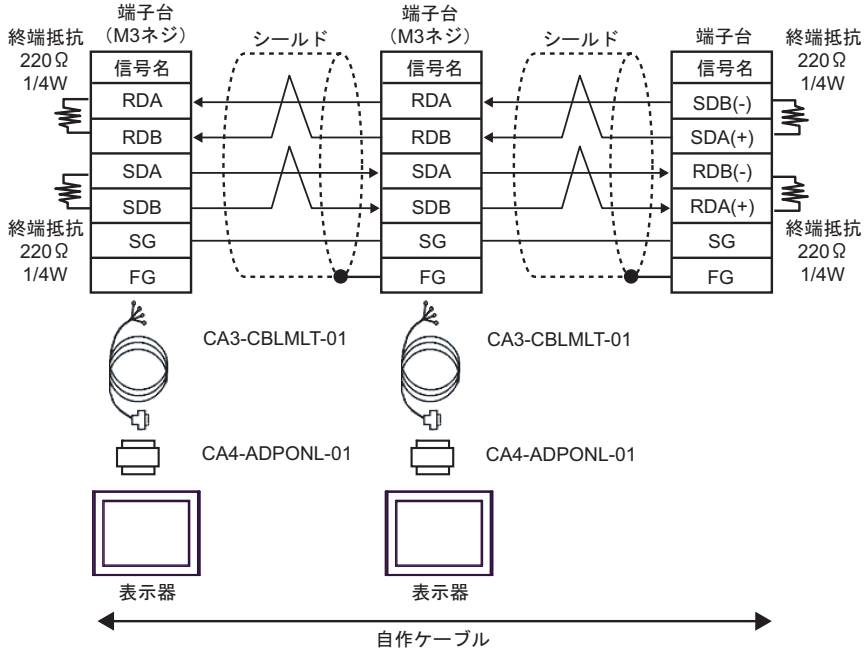 端子台
(M3ネジ)
端子台
(M3ネジ)
端子台
終端抵抗
220Ω
1/4W
シールド
シールド
終端抵抗
220Ω
1/4W
信号名
RDA
RDB
SDA
SDB
SG
FG
信号名
RDA
RDB
SDA
SDB
SG
FG
信号名
SDB(-)
SDA(+)
RDB(-)
RDA(+)
SG
FG
終端抵抗
220Ω
1/4W
終端抵抗
220Ω
1/4W
CA3-CBLMLT-01
CA3-CBLMLT-01
CA4-ADPONL-01
CA4-ADPONL-01
表示器
表示器
自作ケーブル